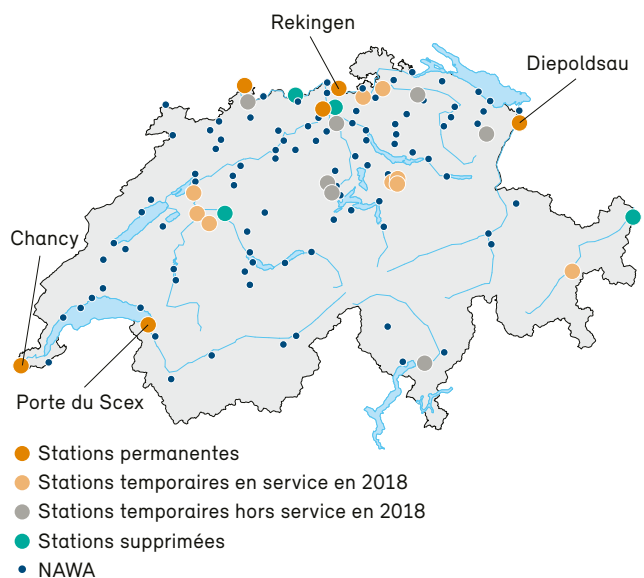 Rekingen
Diepoldsau
Chancy
Porte du Scex
Stations permanentes
Stations temporaires en service en 2018
Stations temporaires hors service en 2018
Stations supprimées
NAWA